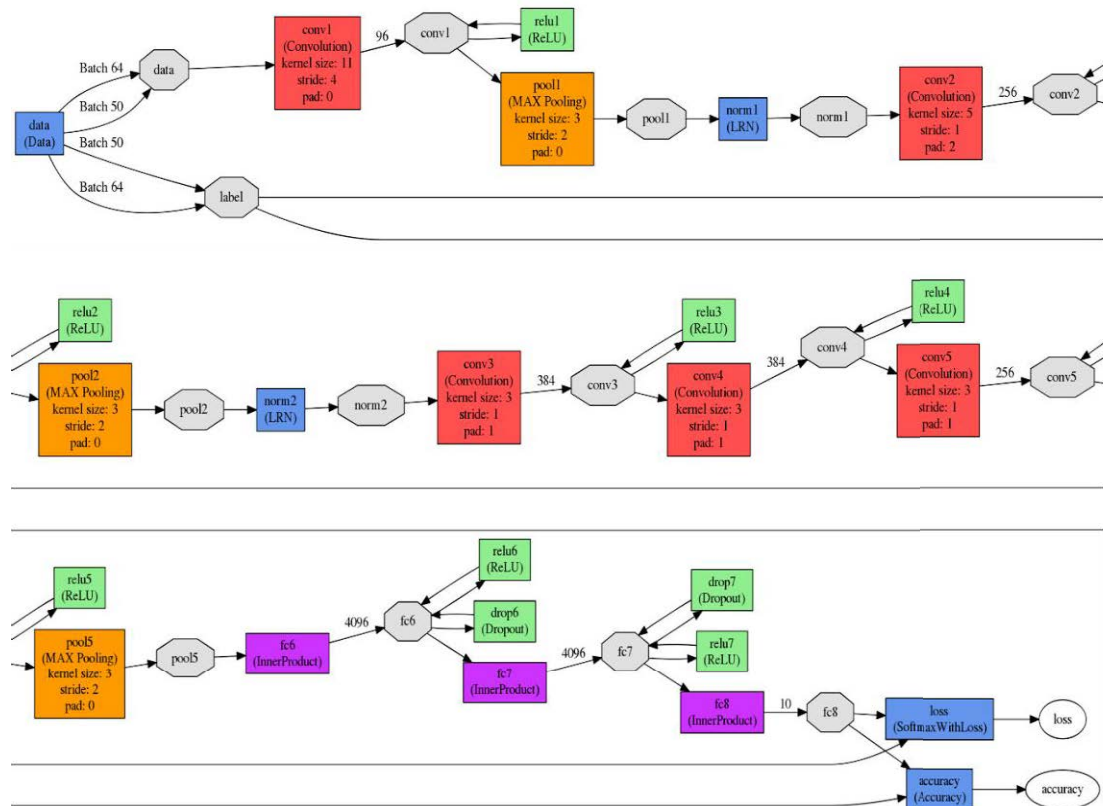 Batch 64
Batch 50
Batch 50
Batch 64
data
(Data)
data
label
conv1
(Convolution)
kernel size: 11
stride: 4
pad: 0
96
conv1
relu1
(ReLU)
pool1
(MAX Pooling)
kernel size: 3
stride: 2
pad: 0
pool1
norm1
(LRN)
norm1
conv2
(Convolution)
kernel size: 5
stride: 1
pad: 2
256
conv2
relu2
(ReLU)
pool2
(MAX Pooling)
kernel size: 3
stride: 2
pad: 0
pool2
norm2
(LRN)
norm2
conv3
(Convolution)
kernel size: 3
stride: 1
pad: 1
384
conv3
relu3
(ReLU)
conv4
(Convolution)
kernel size: 3
stride: 1
pad: 1
384
conv4
relu4
(ReLU)
conv5
(Convolution)
kernel size: 3
stride: 1
pad: 1
256
conv5
relu5
(ReLU)
pool5
(MAX Pooling)
kernel size: 3
stride: 2
pad: 0
pool5
fc6
(InnerProduct)
4096
fc6
relu6
(ReLU)
drop6
(Dropout)
fc7
(InnerProduct)
4096
fc7
drop7
(Dropout)
relu7
(ReLU)
fc8
(InnerProduct)
10
fc8
loss
(SoftmaxWithLoss)
loss
accuracy
(Accuracy)
accuracy